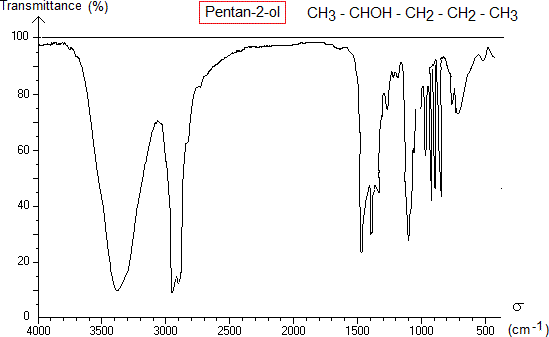 Transmittance (%)
Pentan-2-ol
CH3 - CHOH - CH2 - CH2 - CH3
100
80
60
40
20
0
4000 3500 3000 2500 2000 1500 1000 500
σ
(cm-1)